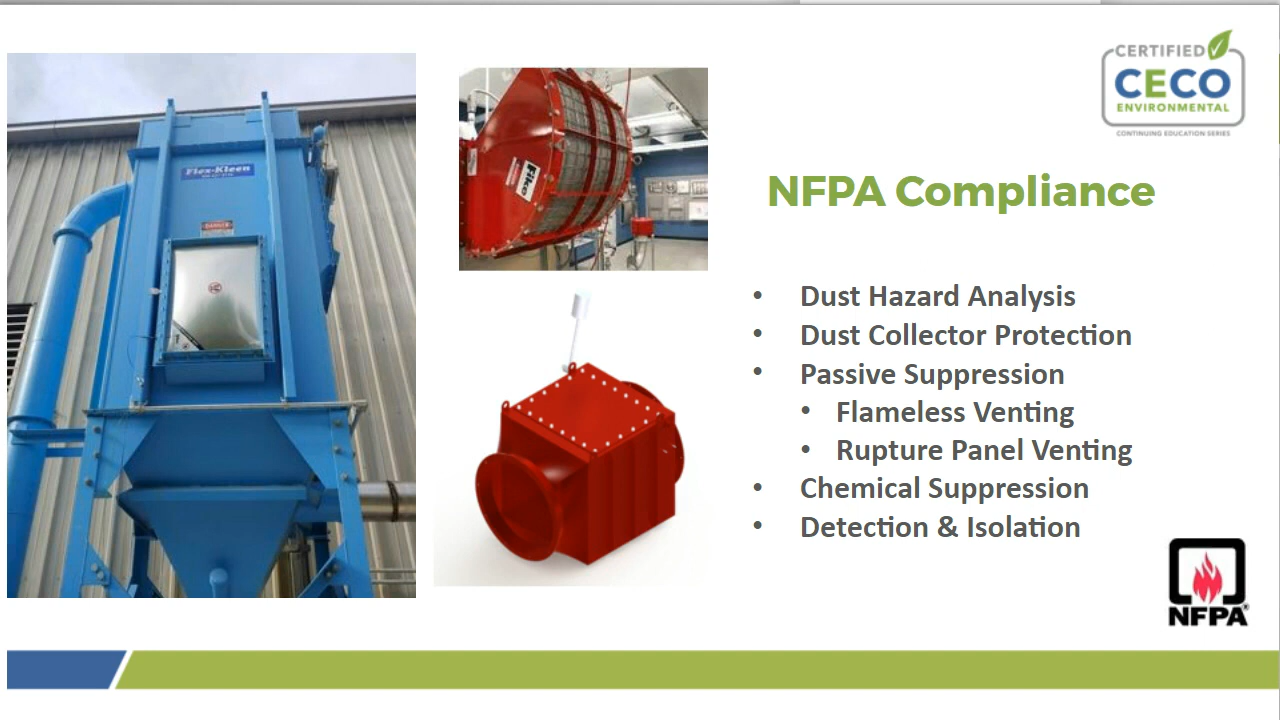 CERTIFIED
CECO
ENVIRONMENTAL
CONTINUING EDUCATION SERIES
NFPA Compliance
• Dust Hazard Analysis
• Dust Collector Protection
• Passive Suppression
• Flameless Venting
• Rupture Panel Venting
• Chemical Suppression
• Detection & Isolation
Flex-Kleen
DANGER
Fike
NFPA®